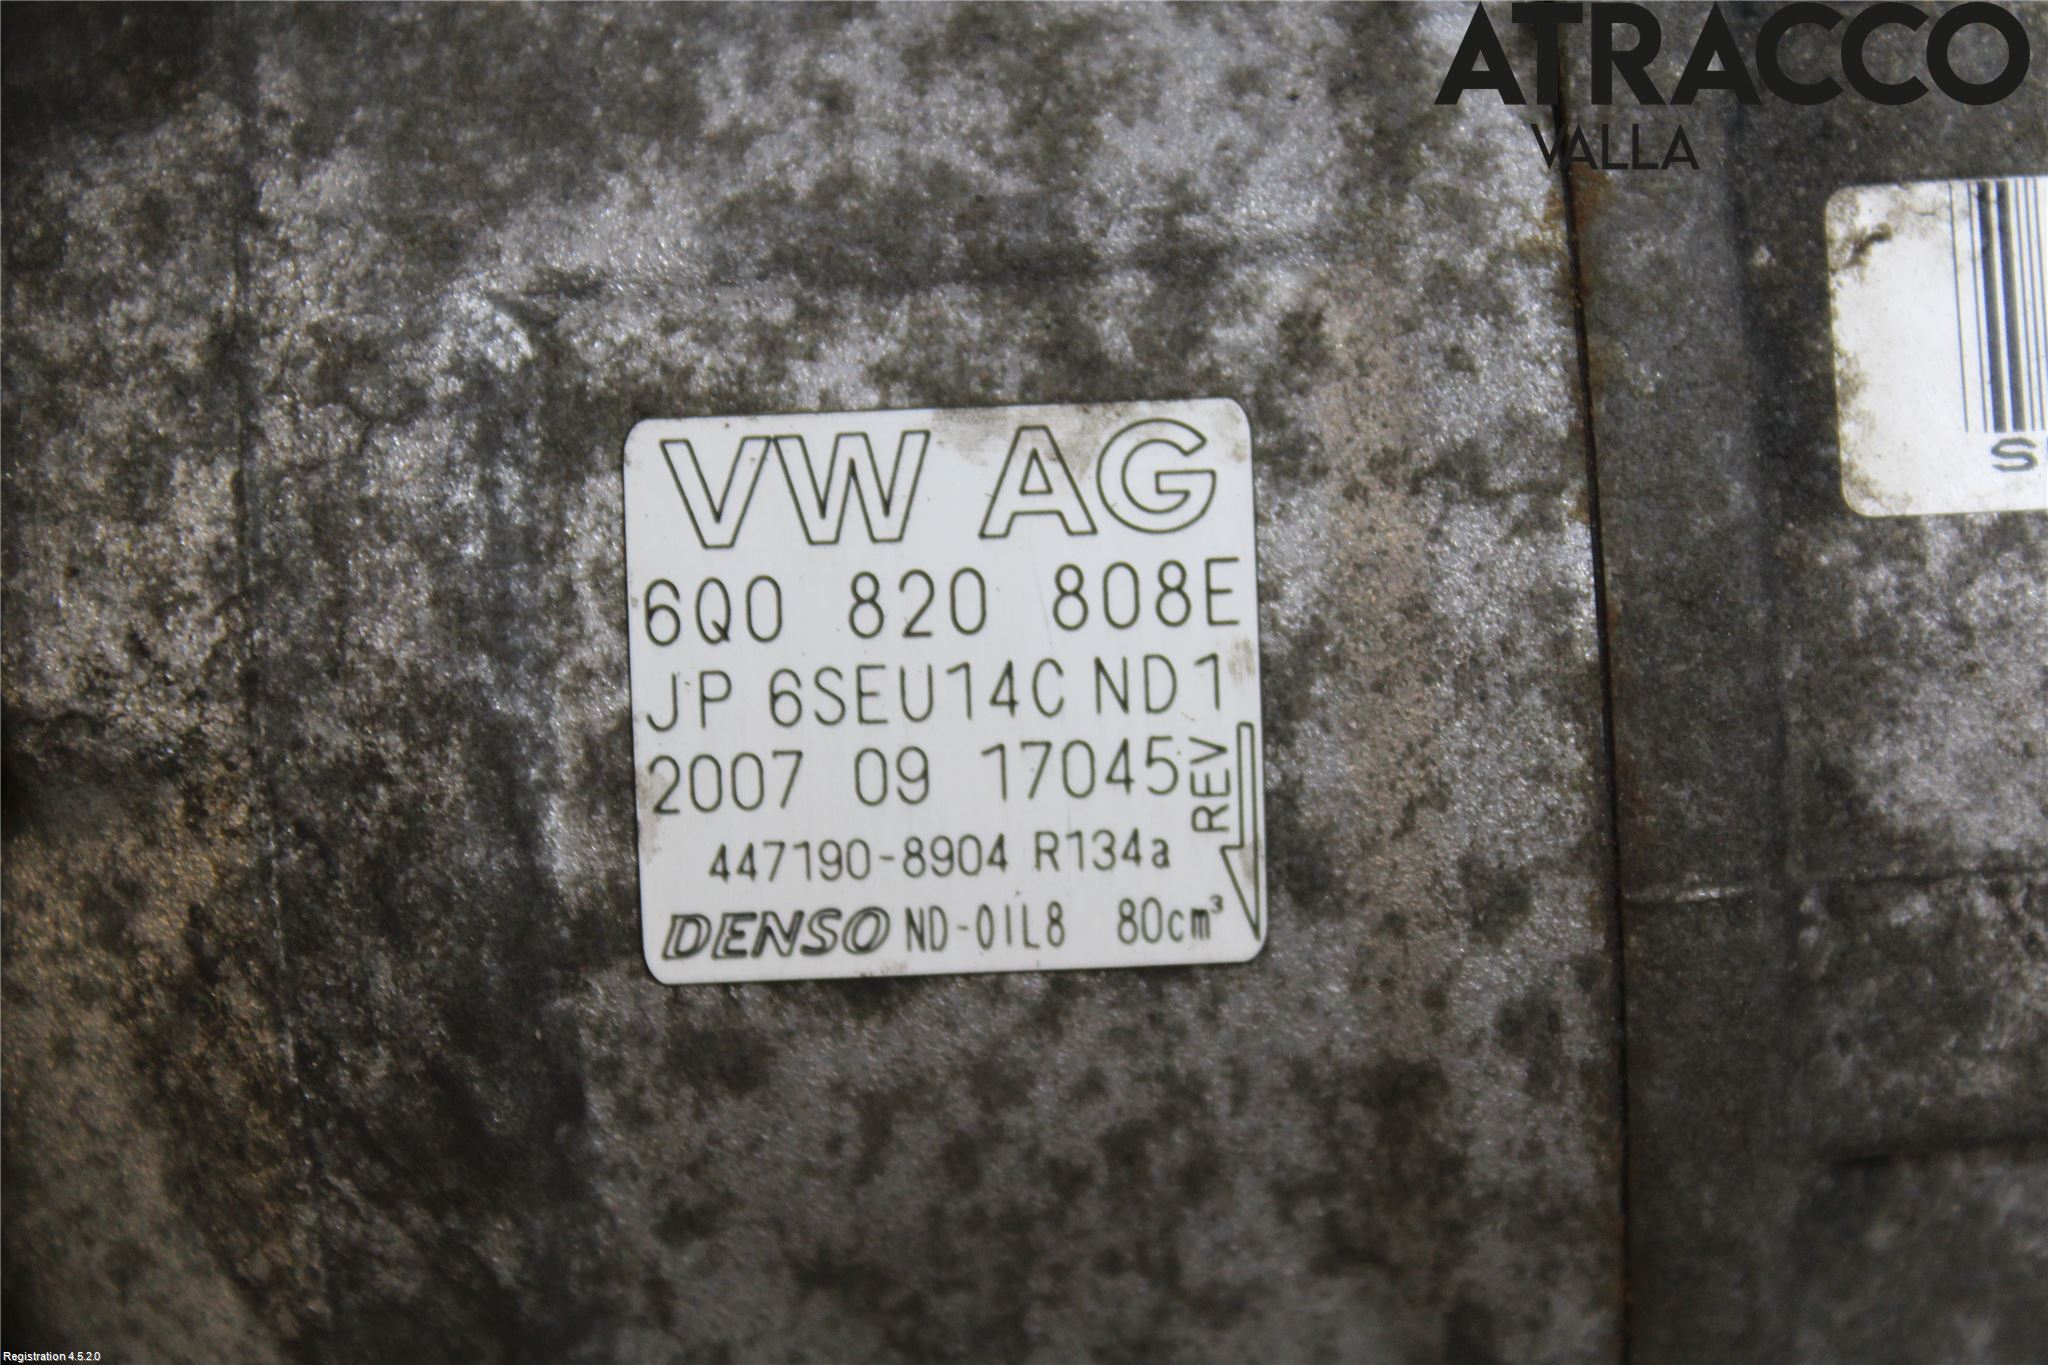 ATRACCO
VALLA
S
VW AG
6Q0 820 808E
JP 6SEU14C ND1
2007 09 17045
REV
447190-8904 R134a
DENSO ND-OIL8 80cm³
Registration 4.5.2.0